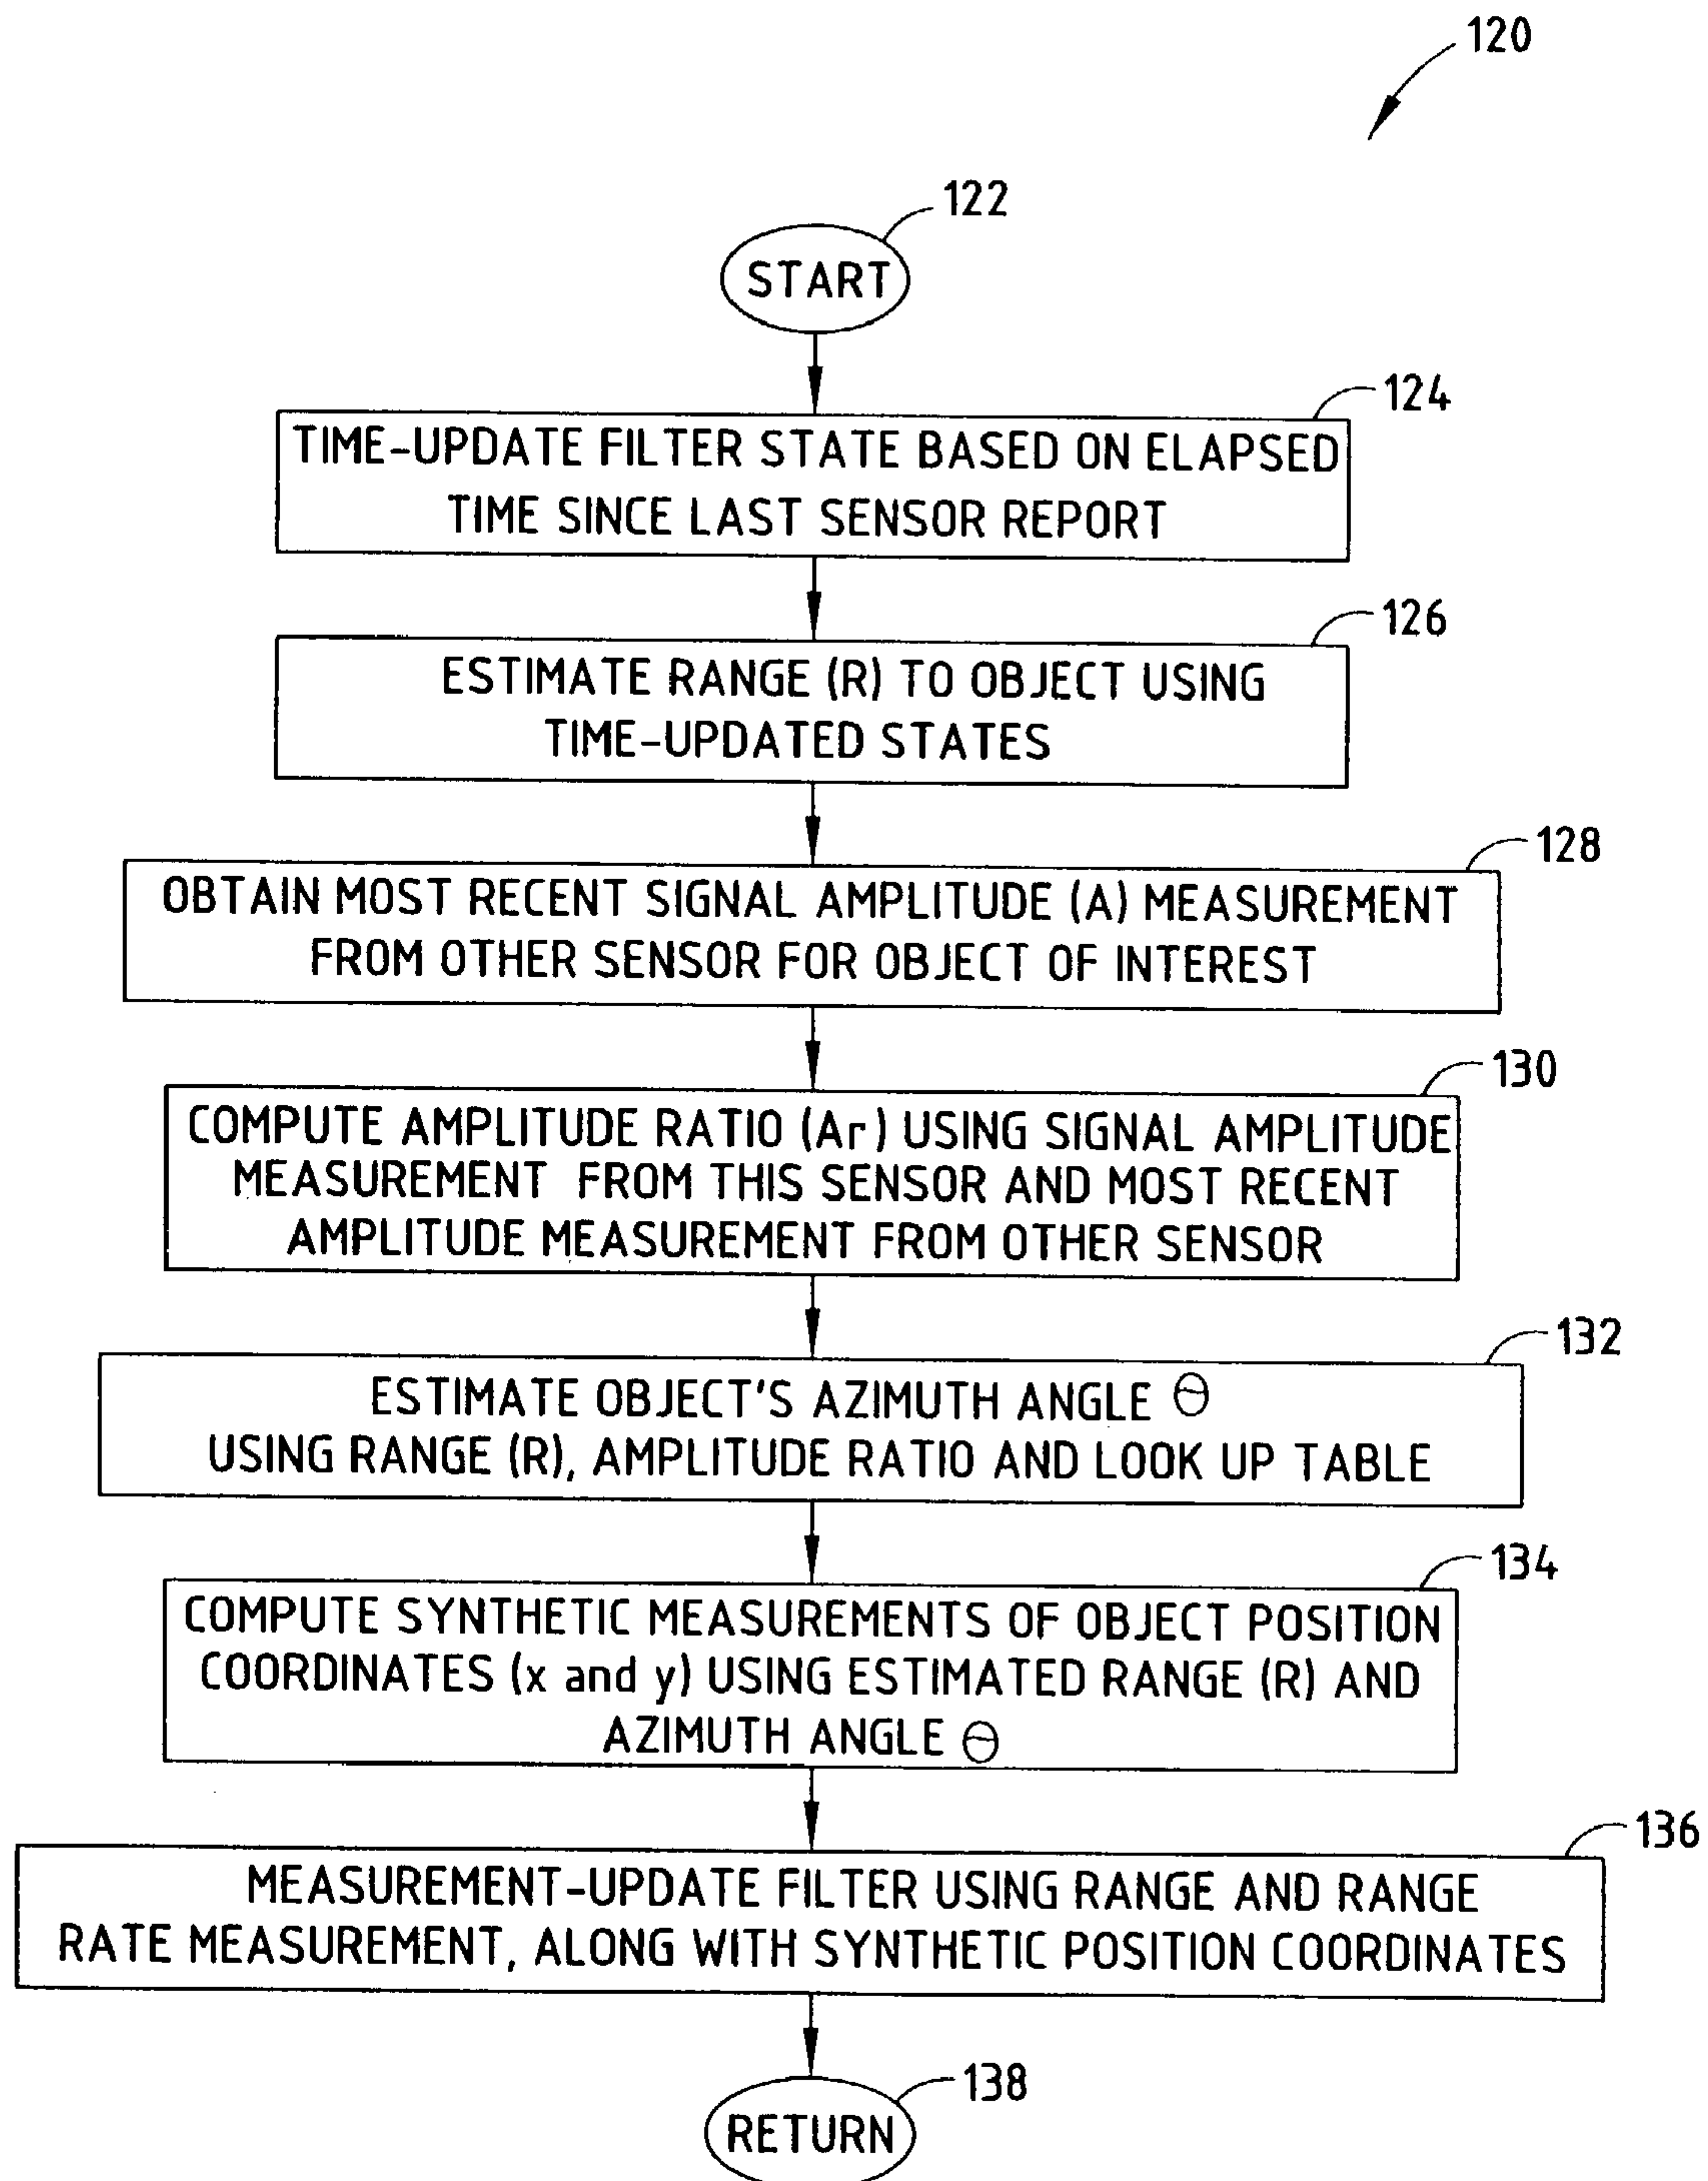 120
122
START
124
TIME-UPDATE FILTER STATE BASED ON ELAPSED
TIME SINCE LAST SENSOR REPORT
126
ESTIMATE RANGE (R) TO OBJECT USING
TIME-UPDATED STATES
128
OBTAIN MOST RECENT SIGNAL AMPLITUDE (A) MEASUREMENT
FROM OTHER SENSOR FOR OBJECT OF INTEREST
130
COMPUTE AMPLITUDE RATIO (Ar) USING SIGNAL AMPLITUDE
MEASUREMENT FROM THIS SENSOR AND MOST RECENT
AMPLITUDE MEASUREMENT FROM OTHER SENSOR
132
ESTIMATE OBJECT'S AZIMUTH ANGLE Θ
USING RANGE (R), AMPLITUDE RATIO AND LOOK UP TABLE
134
COMPUTE SYNTHETIC MEASUREMENTS OF OBJECT POSITION
COORDINATES (x and y) USING ESTIMATED RANGE (R) AND
AZIMUTH ANGLE Θ
136
MEASUREMENT-UPDATE FILTER USING RANGE AND RANGE
RATE MEASUREMENT, ALONG WITH SYNTHETIC POSITION COORDINATES
138
RETURN